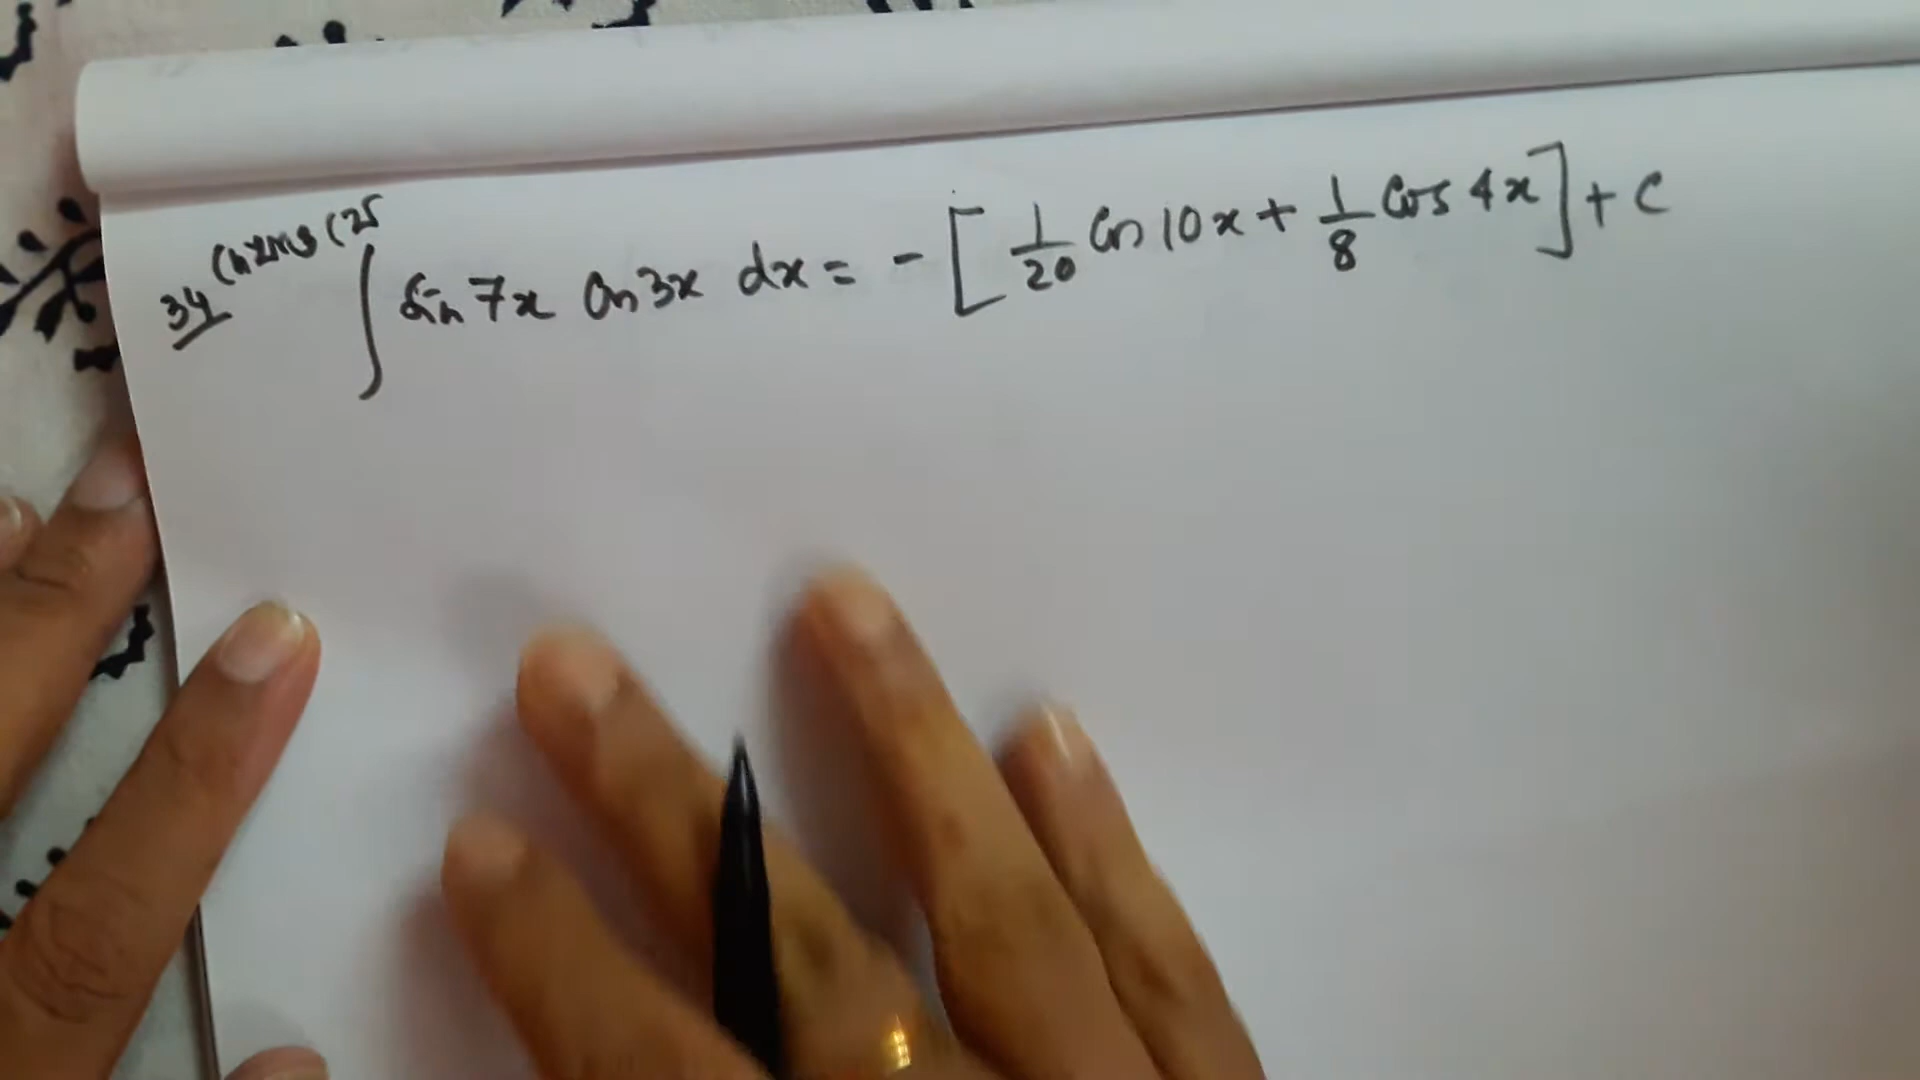 34 ∫ sin 7x cos 3x dx = - [ 1/20 cos 10x + 1/8 cos 4x ] + c